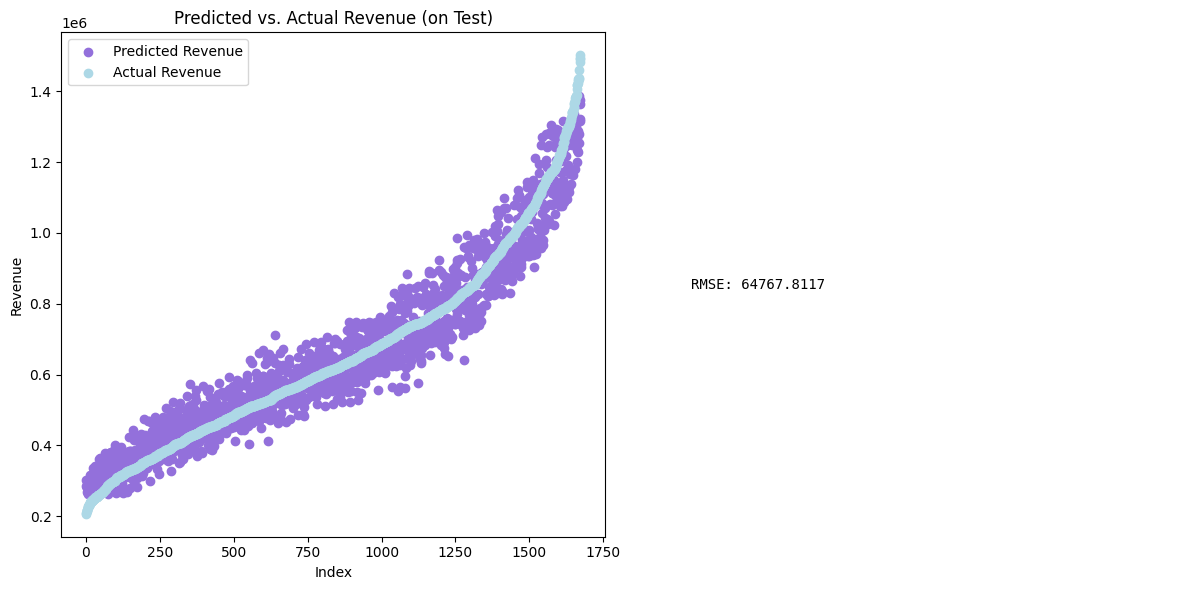 Predicted vs. Actual Revenue (on Test)
1e6
Predicted Revenue
Actual Revenue
1.4
1.2
1.0
0.8
0.6
0.4
0.2
Revenue
0
250
500
750
1000
1250
1500
1750
Index
RMSE: 64767.8117